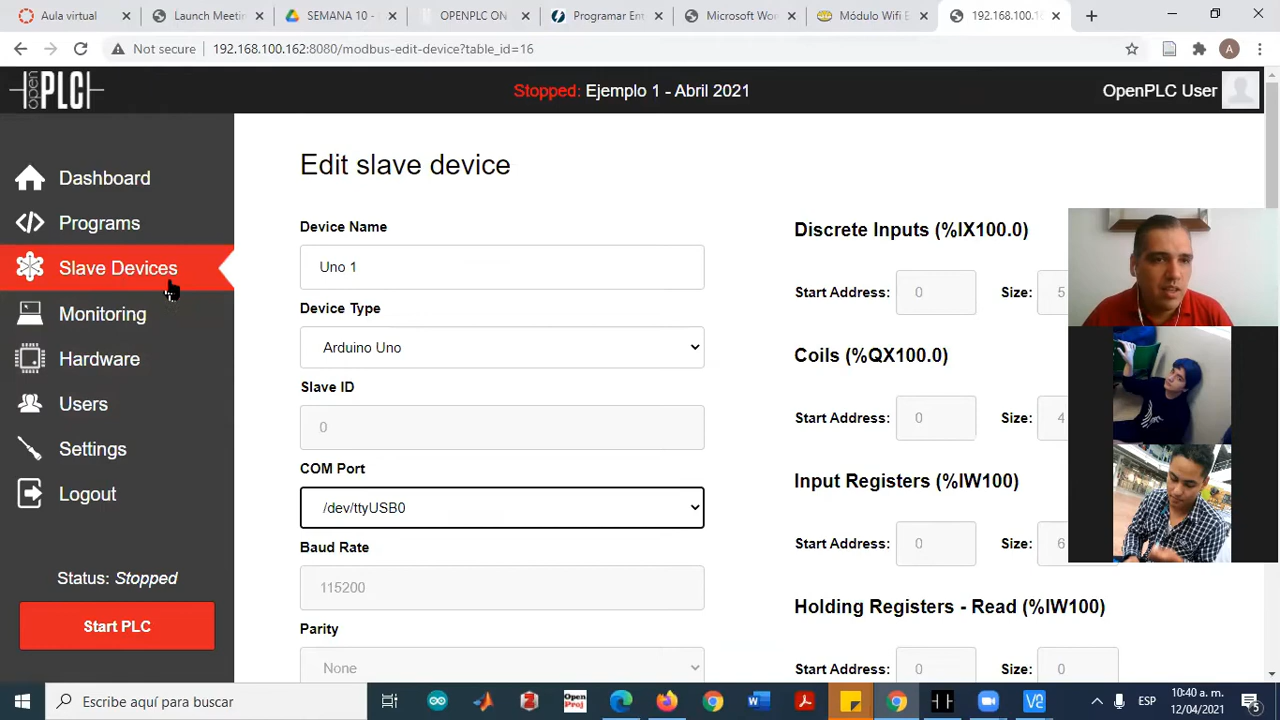 Aula virtual
Launch Meeti
SEMANA 10 -
OPENPLC ON
Programar En
Microsoft Wo
Módulo Wifi E
192.168.100.1
Not secure
192.168.100.162:8080/modbus-edit-device?table_id=16
A
open PLC
Stopped: Ejemplo 1 - Abril 2021
OpenPLC User
Dashboard
Programs
Slave Devices
Monitoring
Hardware
Users
Settings
Logout
Status: Stopped
Start PLC
Edit slave device
Device Name
Uno 1
Device Type
Arduino Uno
Slave ID
0
COM Port
/dev/ttyUSB0
Baud Rate
115200
Parity
None
Discrete Inputs (%IX100.0)
Start Address: 0 Size: 5
Coils (%QX100.0)
Start Address: 0 Size: 4
Input Registers (%IW100)
Start Address: 0 Size: 6
Holding Registers - Read (%IW100)
Start Address: 0 Size: 0
Escribe aquí para buscar
Open
Proj
ESP
10:40 a. m.
12/04/2021
5